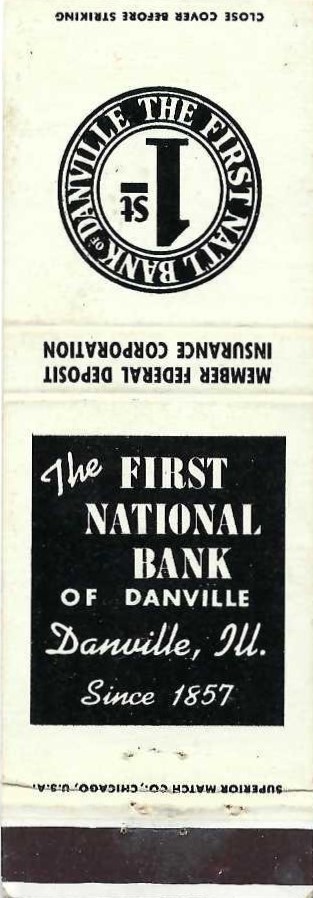 CLOSE COVER BEFORE STRIKING
THE FIRST NAT'L BANK OF DANVILLE
1St
MEMBER FEDERAL DEPOSIT
INSURANCE CORPORATION
The FIRST
NATIONAL
BANK
OF DANVILLE
Danville, Ill.
Since 1857
SUPERIOR MATCH CO., CHICAGO, U.S.A.